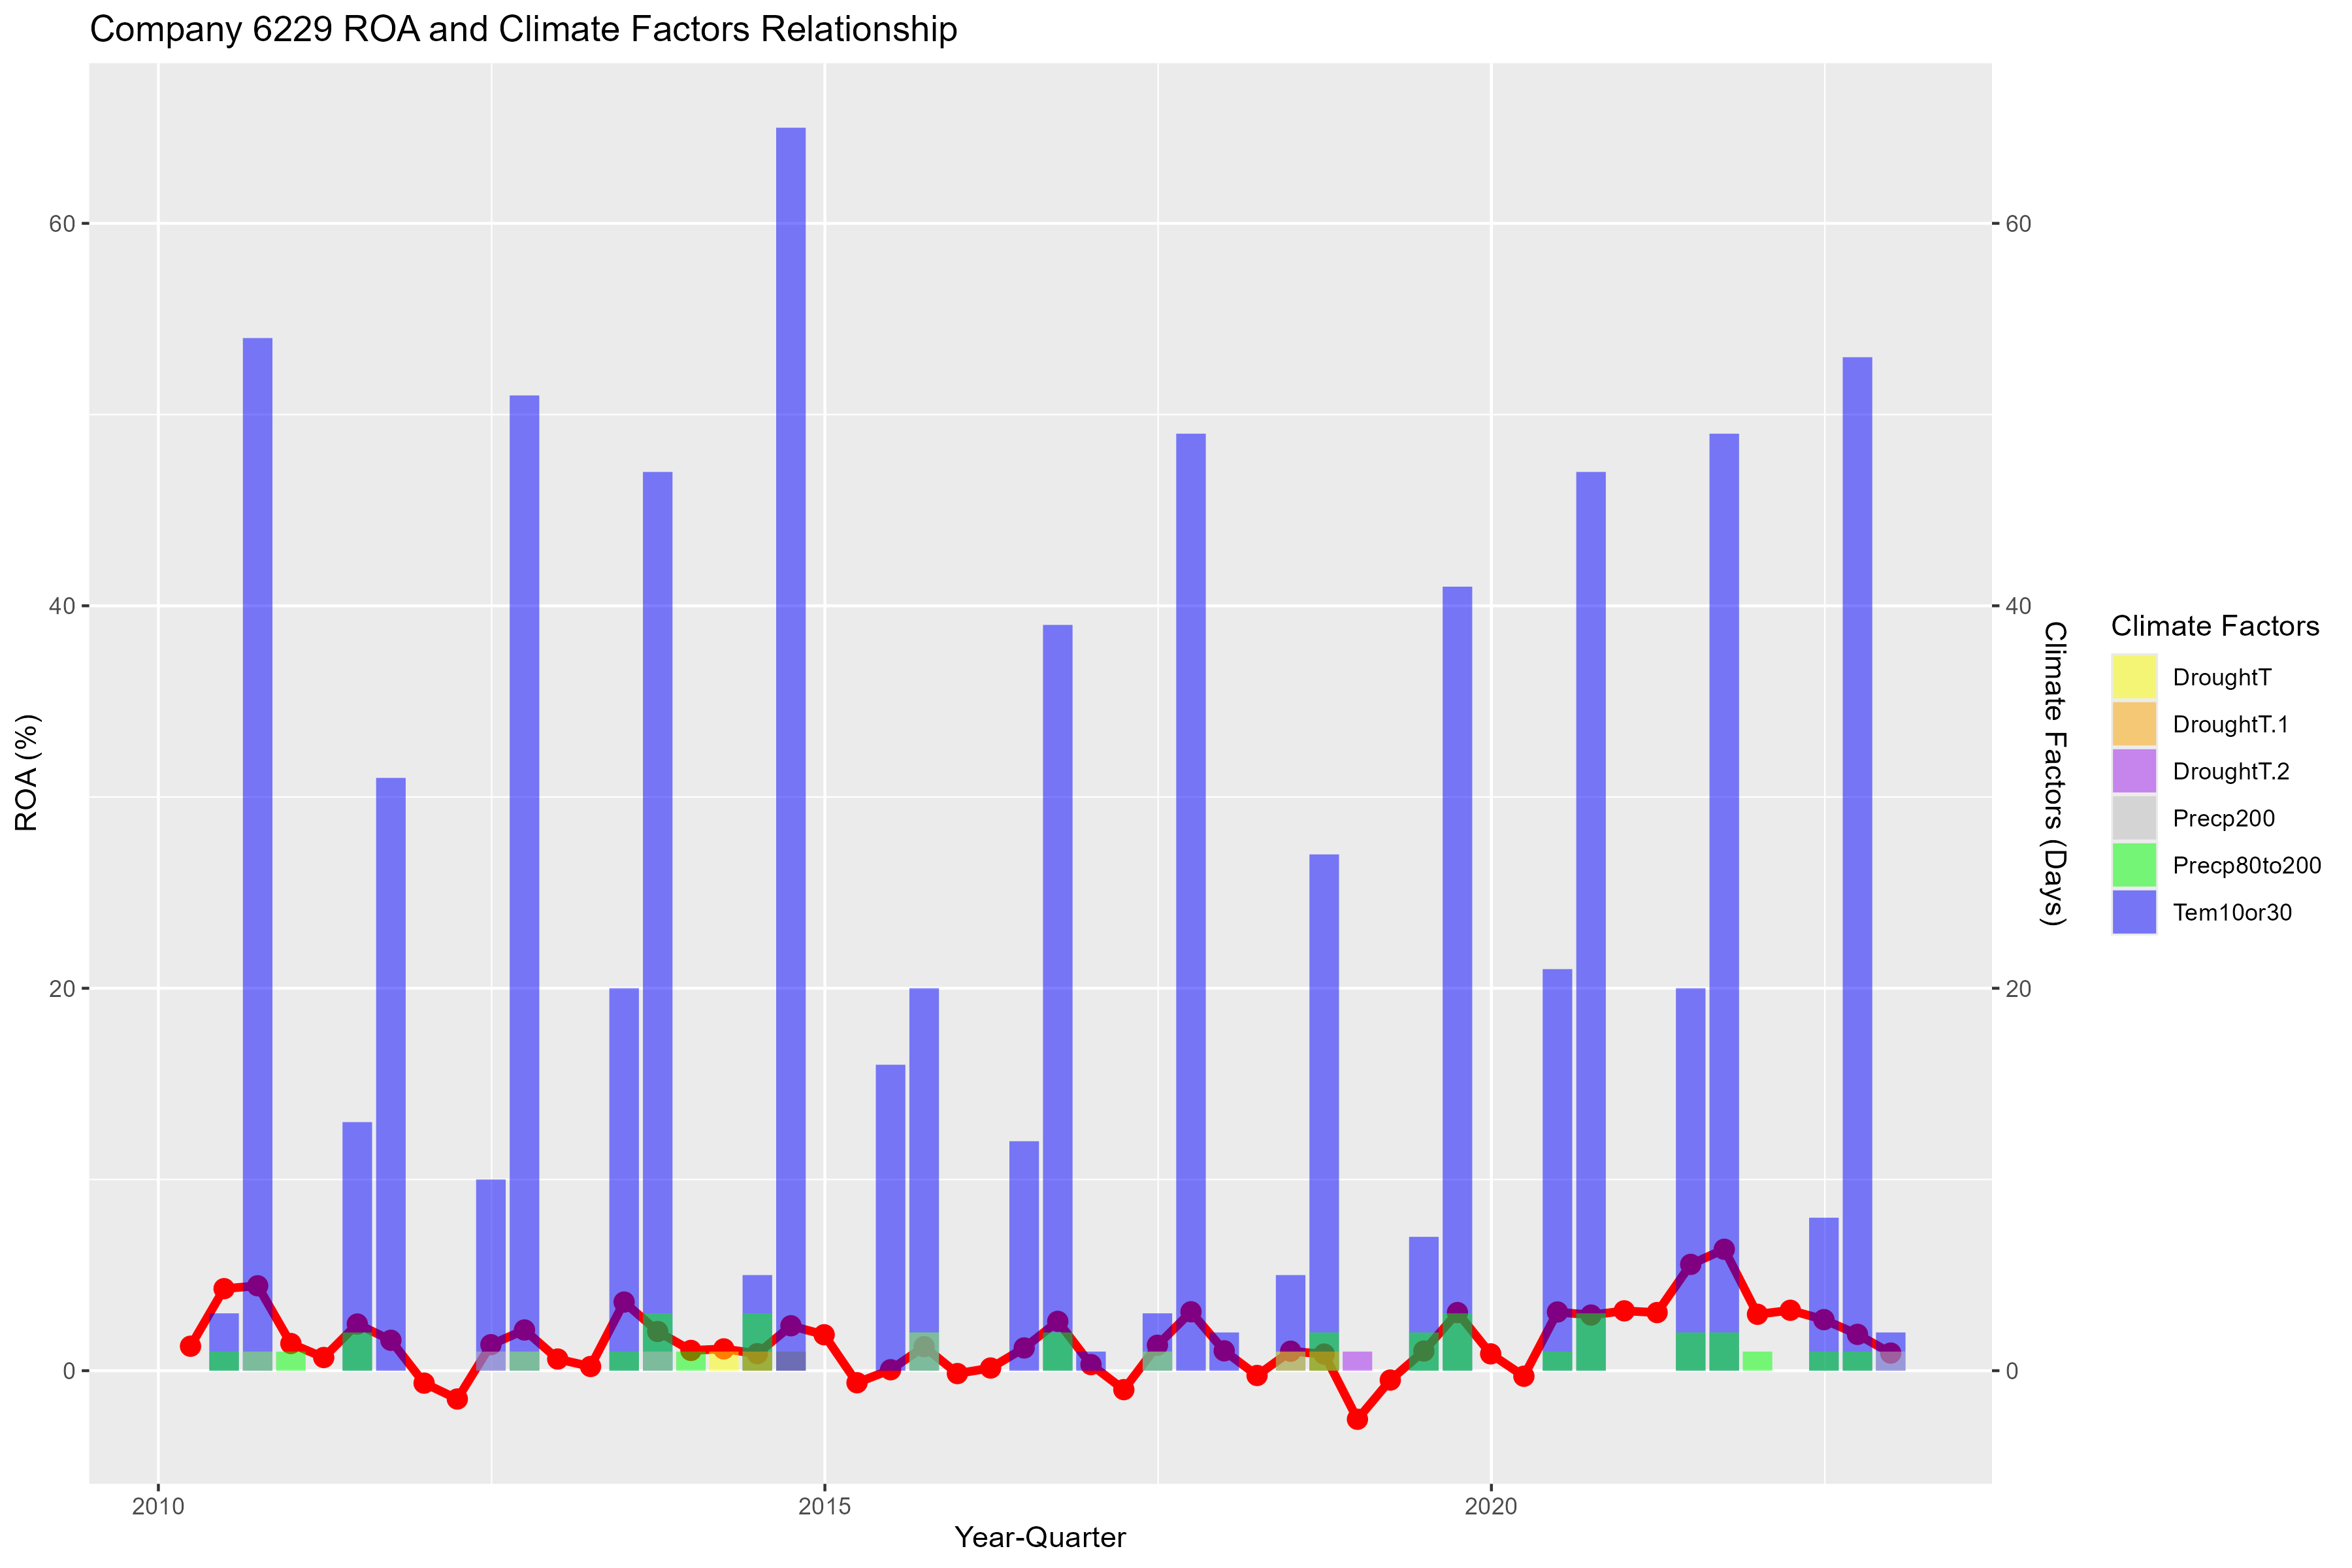 Company 6229 ROA and Climate Factors Relationship
60
40
20
0
ROA (%)
60
40
20
0
Climate Factors (Days)
2010
2015
2020
Year-Quarter
Climate Factors
DroughtT
DroughtT.1
DroughtT.2
Precp200
Precp80to200
Tem10or30